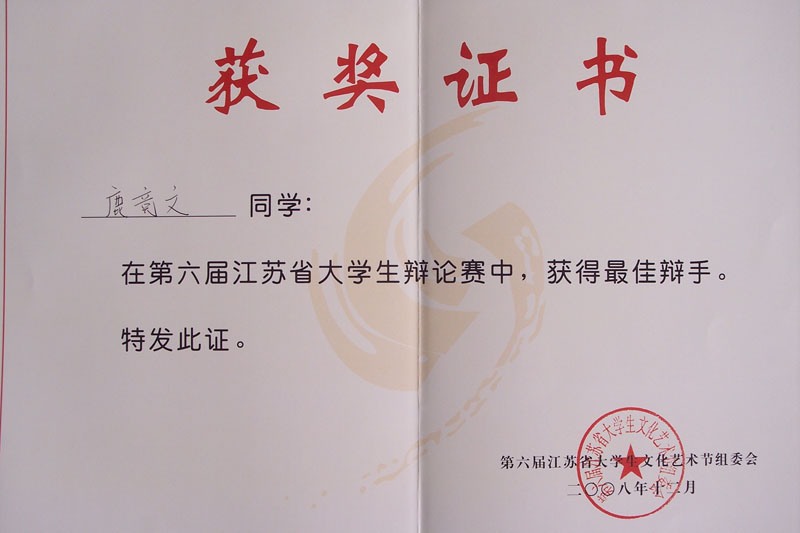 获奖证书
鹿 文 同学：
在第六届江苏省大学生辩论赛中，获得最佳辩手。
特发此证。
第六届江苏省大学生文化艺术节组委会
二〇〇八年十二月